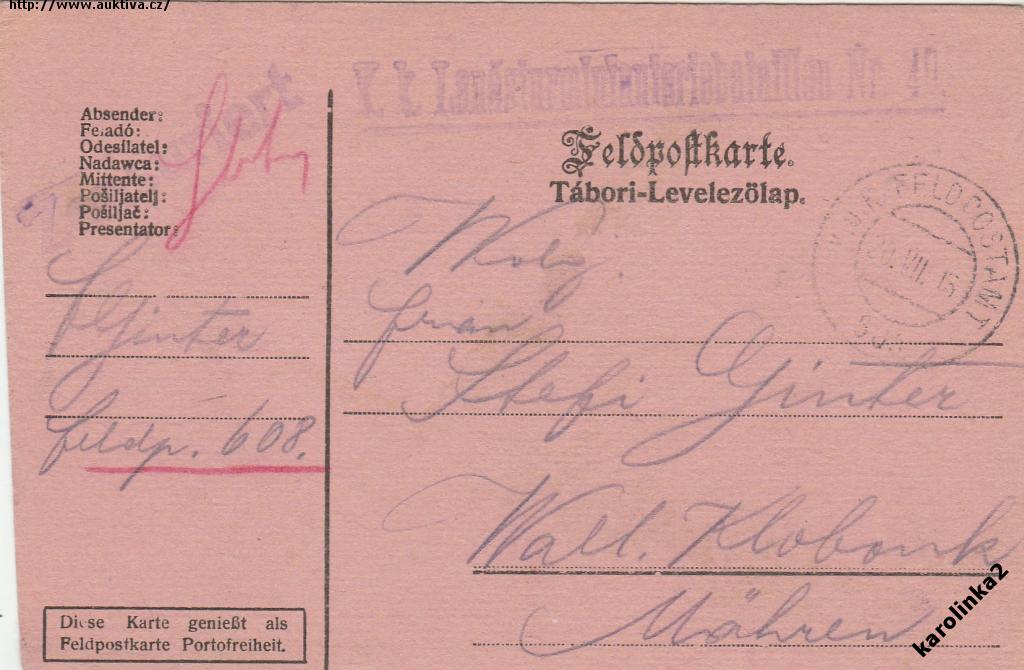 http://www.auktiva.cz/
K. k. Landsturminfanteriebataillon Nr. 40.
Absender:
Feladó:
Odesílatel:
Nadawca:
Mittente:
Pošiljatelj:
Pošiljač:
Presentator:
Feldpostkarte.
Tábori-Levelezőlap.
K.u.K. FELDPOSTAMT
Ginter
Feldp. 608.
Frau
Stefi Ginter
Wall. Klobouk
Mähren
Diese Karte genießt als
Feldpostkarte Portofreiheit.
karolinka2